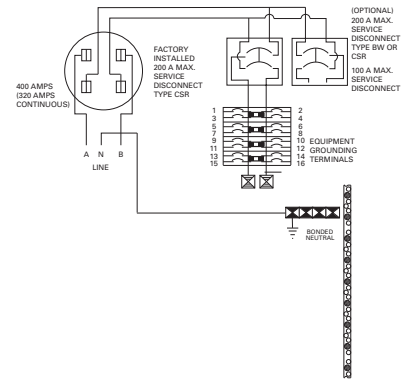 (OPTIONAL)
200 A MAX.
SERVICE
DISCONNECT
TYPE BW OR
CSR
100 A MAX.
SERVICE
DISCONNECT
FACTORY
INSTALLED
200 A MAX.
SERVICE
DISCONNECT
TYPE CSR
400 AMPS
(320 AMPS
CONTINUOUS)
A N B
LINE
1 2
3 4
5 6
7 8
9 10
11 12
13 14
15 16
EQUIPMENT
GROUNDING
TERMINALS
BONDED
NEUTRAL